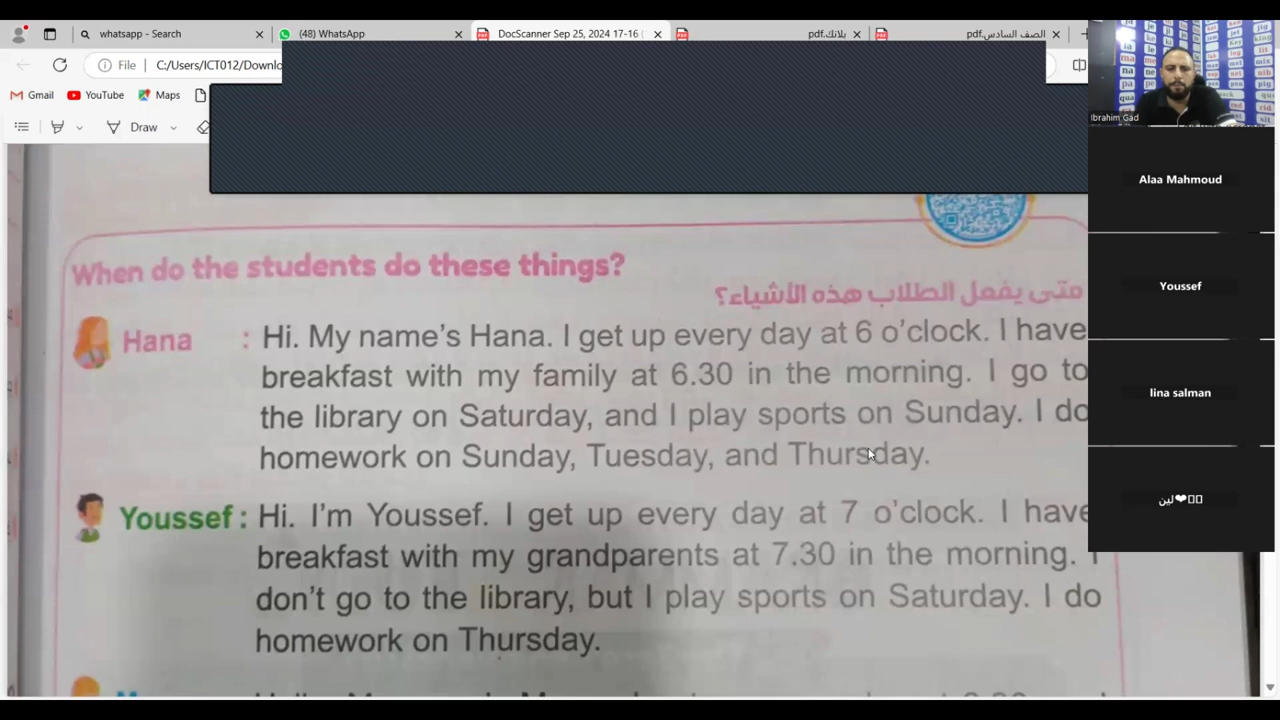 whatsapp - Search
(48) WhatsApp
DocScanner Sep 25, 2024 17-16 (
بلانك.pdf
الصف السادس.pdf
File
C:/Users/ICT012/Downlo
Gmail
YouTube
Maps
Draw
Ibrahim Gad
Alaa Mahmoud
Youssef
lina salman
لين❤
When do the students do these things?
متى يفعل الطلاب هذه الأشياء؟
Hana : Hi. My name's Hana. I get up every day at 6 o'clock. I have
breakfast with my family at 6.30 in the morning. I go to
the library on Saturday, and I play sports on Sunday. I do
homework on Sunday, Tuesday, and Thursday.
Youssef : Hi. I'm Youssef. I get up every day at 7 o'clock. I have
breakfast with my grandparents at 7.30 in the morning. I
don't go to the library, but I play sports on Saturday. I do
homework on Thursday.